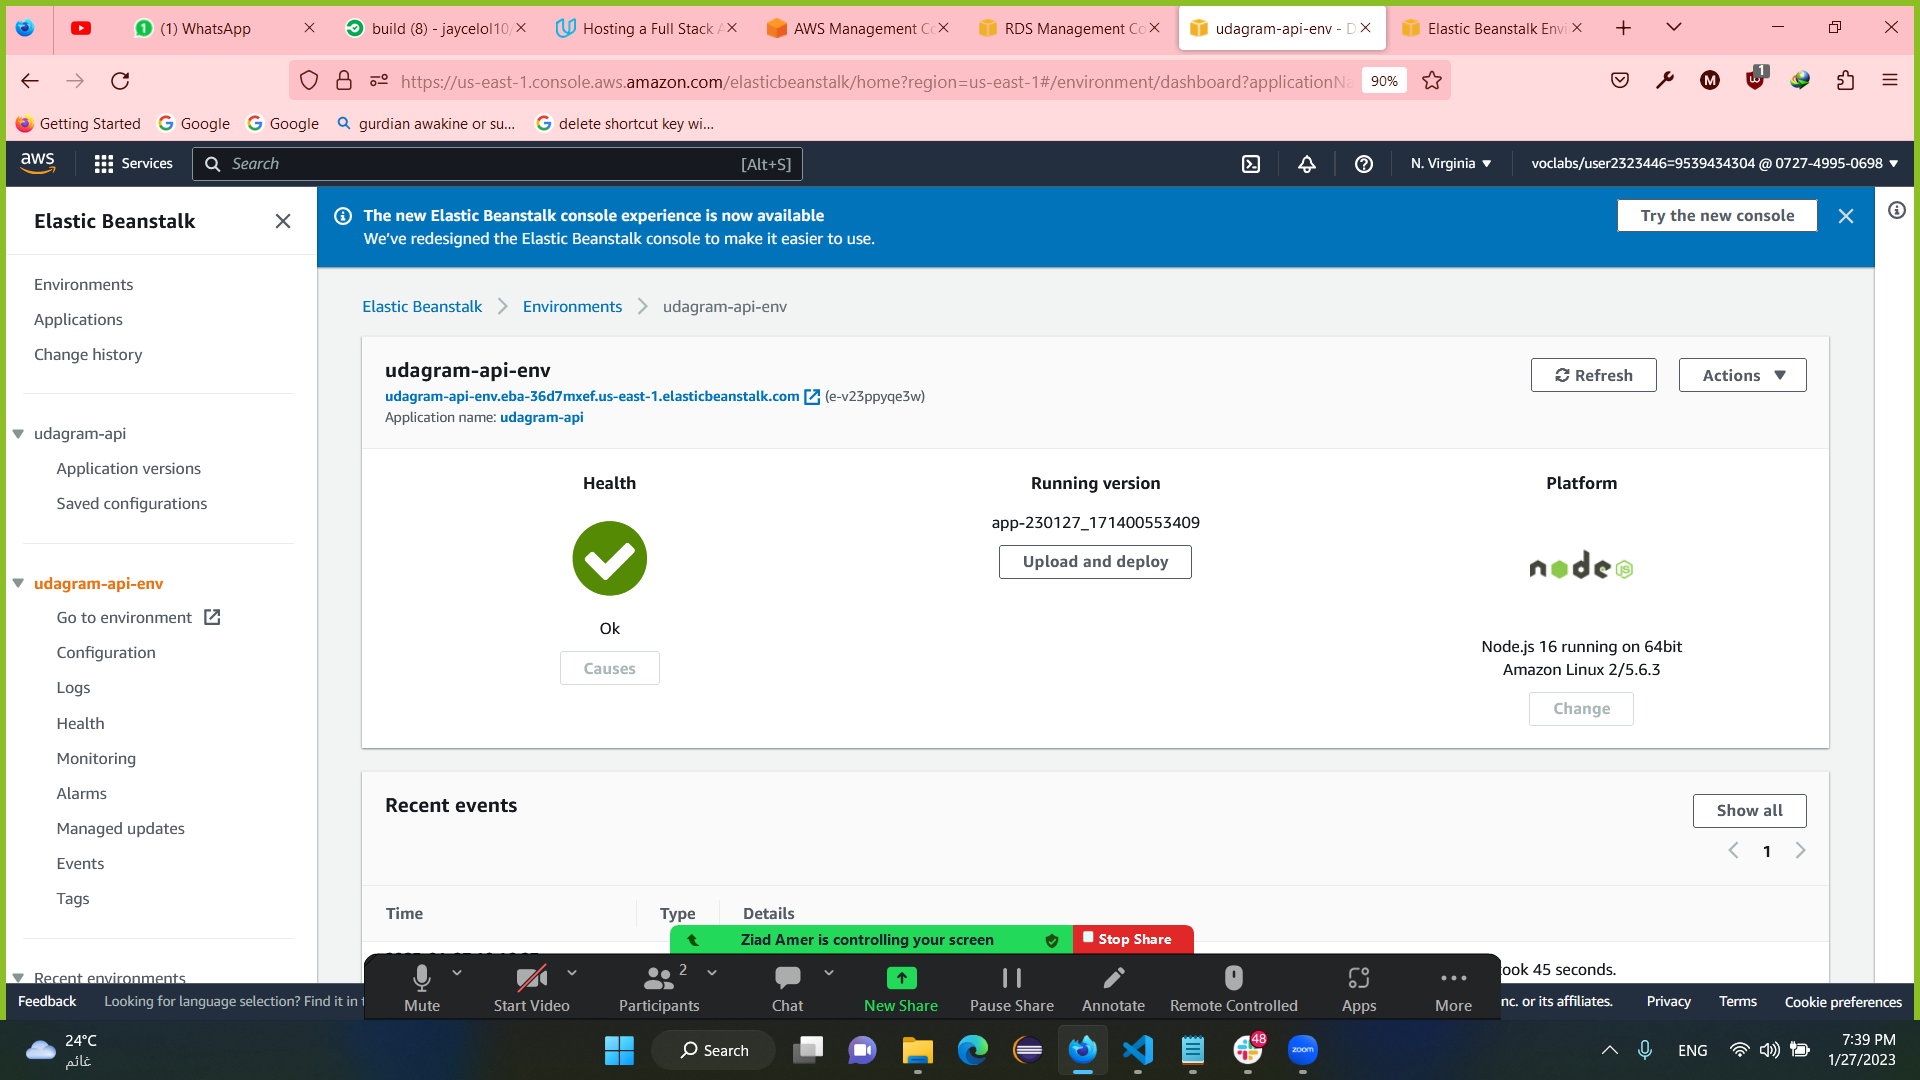 (1) WhatsApp
build (8) - jaycelol10/
Hosting a Full Stack A
AWS Management Co
RDS Management Co
udagram-api-env - D
Elastic Beanstalk Envi
https://us-east-1.console.aws.amazon.com/elasticbeanstalk/home?region=us-east-1#/environment/dashboard?applicationNa
90%
1
Getting Started
Google
Google
gurdian awakine or su...
delete shortcut key wi...
aws
Services
Search
[Alt+S]
N. Virginia
voclabs/user2323446=9539434304 @ 0727-4995-0698
Elastic Beanstalk
Environments
Applications
Change history
udagram-api
Application versions
Saved configurations
udagram-api-env
Go to environment
Configuration
Logs
Health
Monitoring
Alarms
Managed updates
Events
Tags
Recent environments
The new Elastic Beanstalk console experience is now available
We've redesigned the Elastic Beanstalk console to make it easier to use.
Try the new console
Elastic Beanstalk
Environments
udagram-api-env
udagram-api-env
udagram-api-env.eba-36d7mxef.us-east-1.elasticbeanstalk.com (e-v23ppyqe3w)
Application name: udagram-api
Refresh
Actions
Health
Ok
Causes
Running version
app-230127_171400553409
Upload and deploy
Platform
node JS
Node.js 16 running on 64bit
Amazon Linux 2/5.6.3
Change
Recent events
Show all
1
Time
Type
Details
took 45 seconds.
Ziad Amer is controlling your screen
Stop Share
Mute
Start Video
2
Participants
Chat
New Share
Pause Share
Annotate
Remote Controlled
Apps
More
Feedback
Looking for language selection? Find it in t
nc. or its affiliates.
Privacy
Terms
Cookie preferences
24°C
غائم
Search
48
zoom
ENG
7:39 PM
1/27/2023